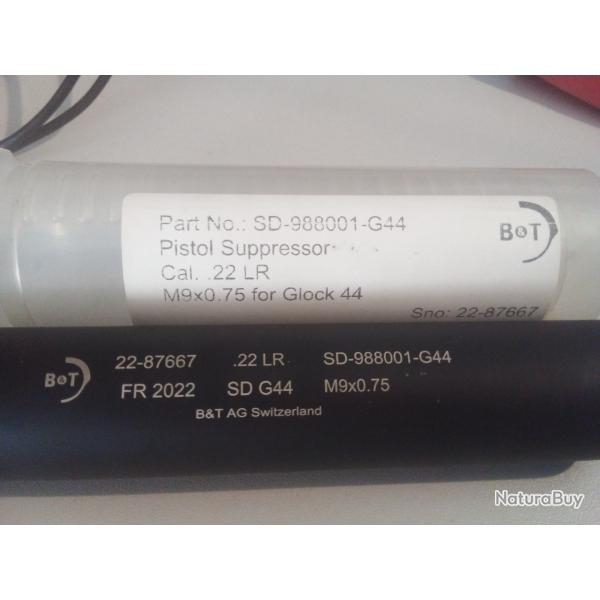 Part No.: SD-988001-G44
Pistol Suppressor
Cal. .22 LR
M9x0.75 for Glock 44
B&T
Sno: 22-87667
B&T
22-87667 .22 LR SD-988001-G44
FR 2022 SD G44 M9x0.75
B&T AG Switzerland
NaturaBuy